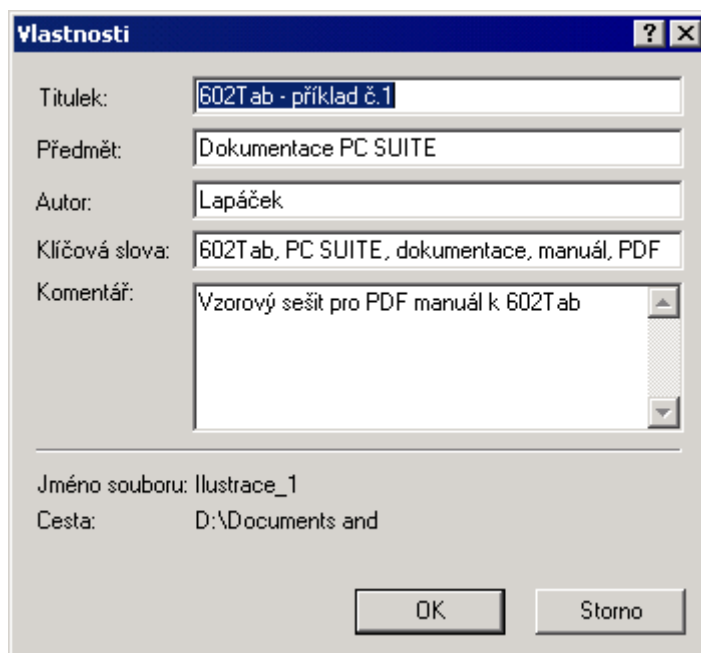 Vlastnosti
Titulek: 602Tab - příklad č.1
Předmět: Dokumentace PC SUITE
Autor: Lapáček
Klíčová slova: 602Tab, PC SUITE, dokumentace, manuál, PDF
Komentář: Vzorový sešit pro PDF manuál k 602Tab
Jméno souboru: Ilustrace_1
Cesta: D:\Documents and
OK Storno